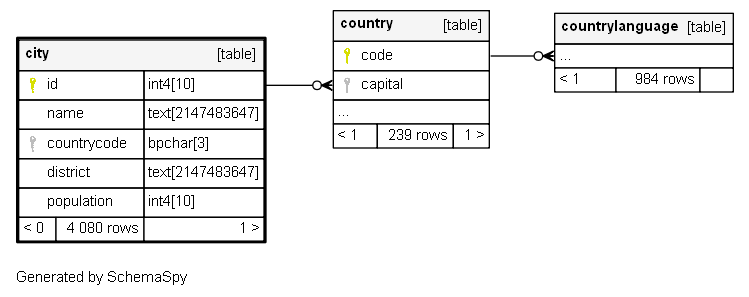 city [table]
id int4[10]
name text[2147483647]
countrycode bpchar[3]
district text[2147483647]
population int4[10]
< 0 4 080 rows 1 >
country [table]
code
capital
...
< 1 239 rows 1 >
countrylanguage [table]
...
< 1 984 rows
Generated by SchemaSpy